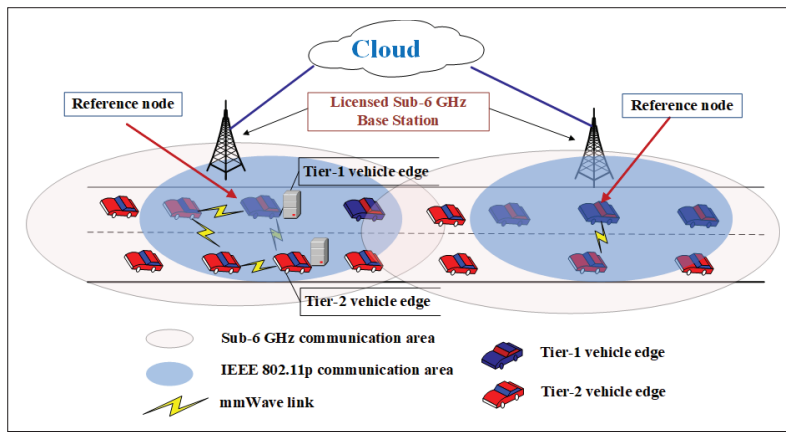 Cloud
Reference node
Licensed Sub-6 GHz
Base Station
Reference node
Tier-1 vehicle edge
Tier-2 vehicle edge
Sub-6 GHz communication area
IEEE 802.11p communication area
mmWave link
Tier-1 vehicle edge
Tier-2 vehicle edge